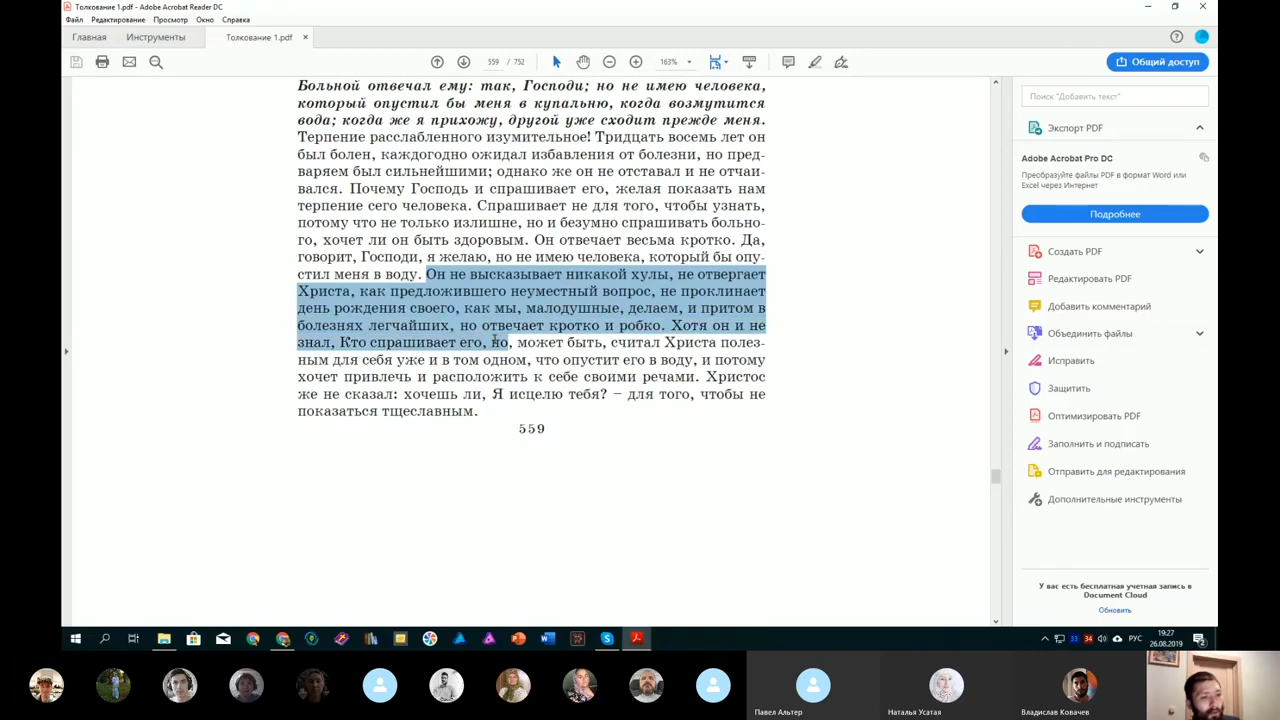 Толкование 1.pdf - Adobe Acrobat Reader DC
Файл Редактирование Просмотр Окно Справка
Главная Инструменты Толкование 1.pdf ×
559 / 752 163% Общий доступ
Больной отвечал ему: так, Господи; но не имею человека,
который опустил бы меня в купальню, когда возмутится
вода; когда же я прихожу, другой уже сходит прежде меня.
Терпение расслабленного изумительное! Тридцать восемь лет он
был болен, каждогодно ожидал избавления от болезни, но пред-
варяем был сильнейшими; однако же он не отставал и не отчаи-
вался. Почему Господь и спрашивает его, желая показать нам
терпение сего человека. Спрашивает не для того, чтобы узнать,
потому что не только излишне, но и безумно спрашивать больно-
го, хочет ли он быть здоровым. Он отвечает весьма кротко. Да,
говорит, Господи, я желаю, но не имею человека, который бы опу-
стил меня в воду. Он не высказывает никакой хулы, не отвергает
Христа, как предложившего неуместный вопрос, не проклинает
день рождения своего, как мы, малодушные, делаем, и притом в
болезнях легчайших, но отвечает кротко и робко. Хотя он и не
знал, Кто спрашивает его, но, может быть, считал Христа полез-
ным для себя уже и в том одном, что опустит его в воду, и потому
хочет привлечь и расположить к себе своими речами. Христос
же не сказал: хочешь ли, Я исцелю тебя? – для того, чтобы не
показаться тщеславным.
559
Поиск "Добавить текст"
Экспорт PDF
Adobe Acrobat Pro DC
Преобразуйте файлы PDF в формат Word или
Excel через Интернет
Подробнее
Создать PDF
Редактировать PDF
Добавить комментарий
Объединить файлы
Исправить
Защитить
Оптимизировать PDF
Заполнить и подписать
Отправить для редактирования
Дополнительные инструменты
У вас есть бесплатная учетная запись в
Document Cloud
Обновить
33 34 РУС
19:27
26.08.2019
Павел Альтер
Наталья Усатая
Владислав Ковачев